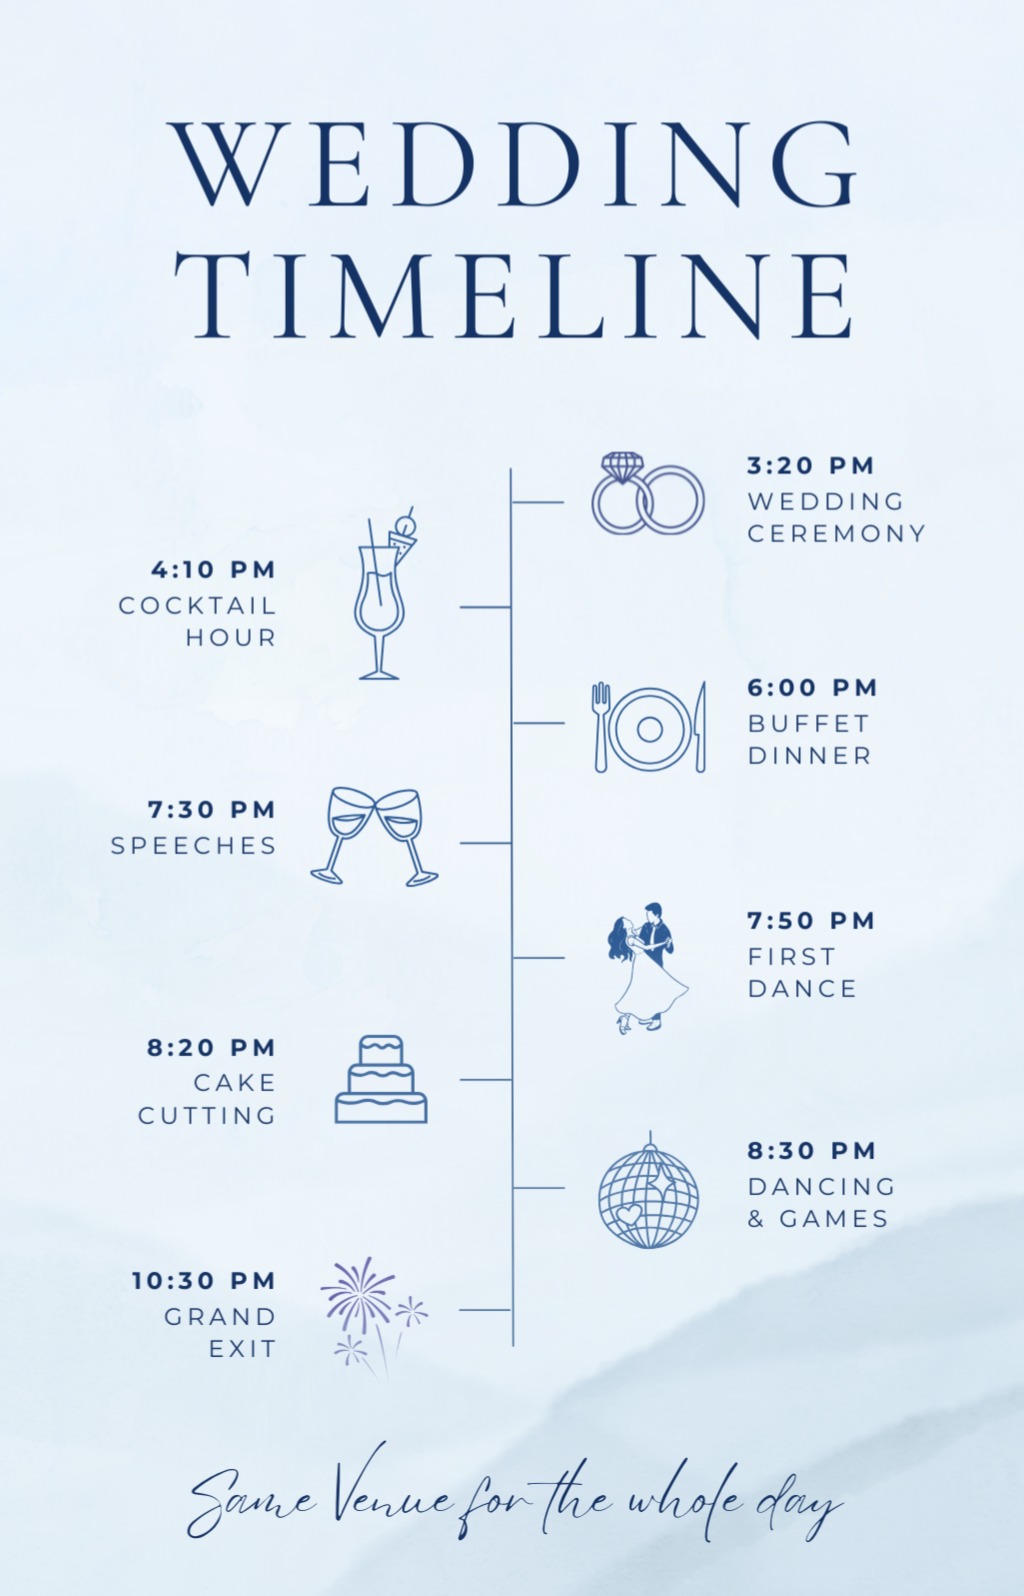 WEDDING
TIMELINE
3:20 PM
WEDDING
CEREMONY
4:10 PM
COCKTAIL
HOUR
6:00 PM
BUFFET
DINNER
7:30 PM
SPEECHES
7:50 PM
FIRST
DANCE
8:20 PM
CAKE
CUTTING
8:30 PM
DANCING
& GAMES
10:30 PM
GRAND
EXIT
Same Venue for the whole day